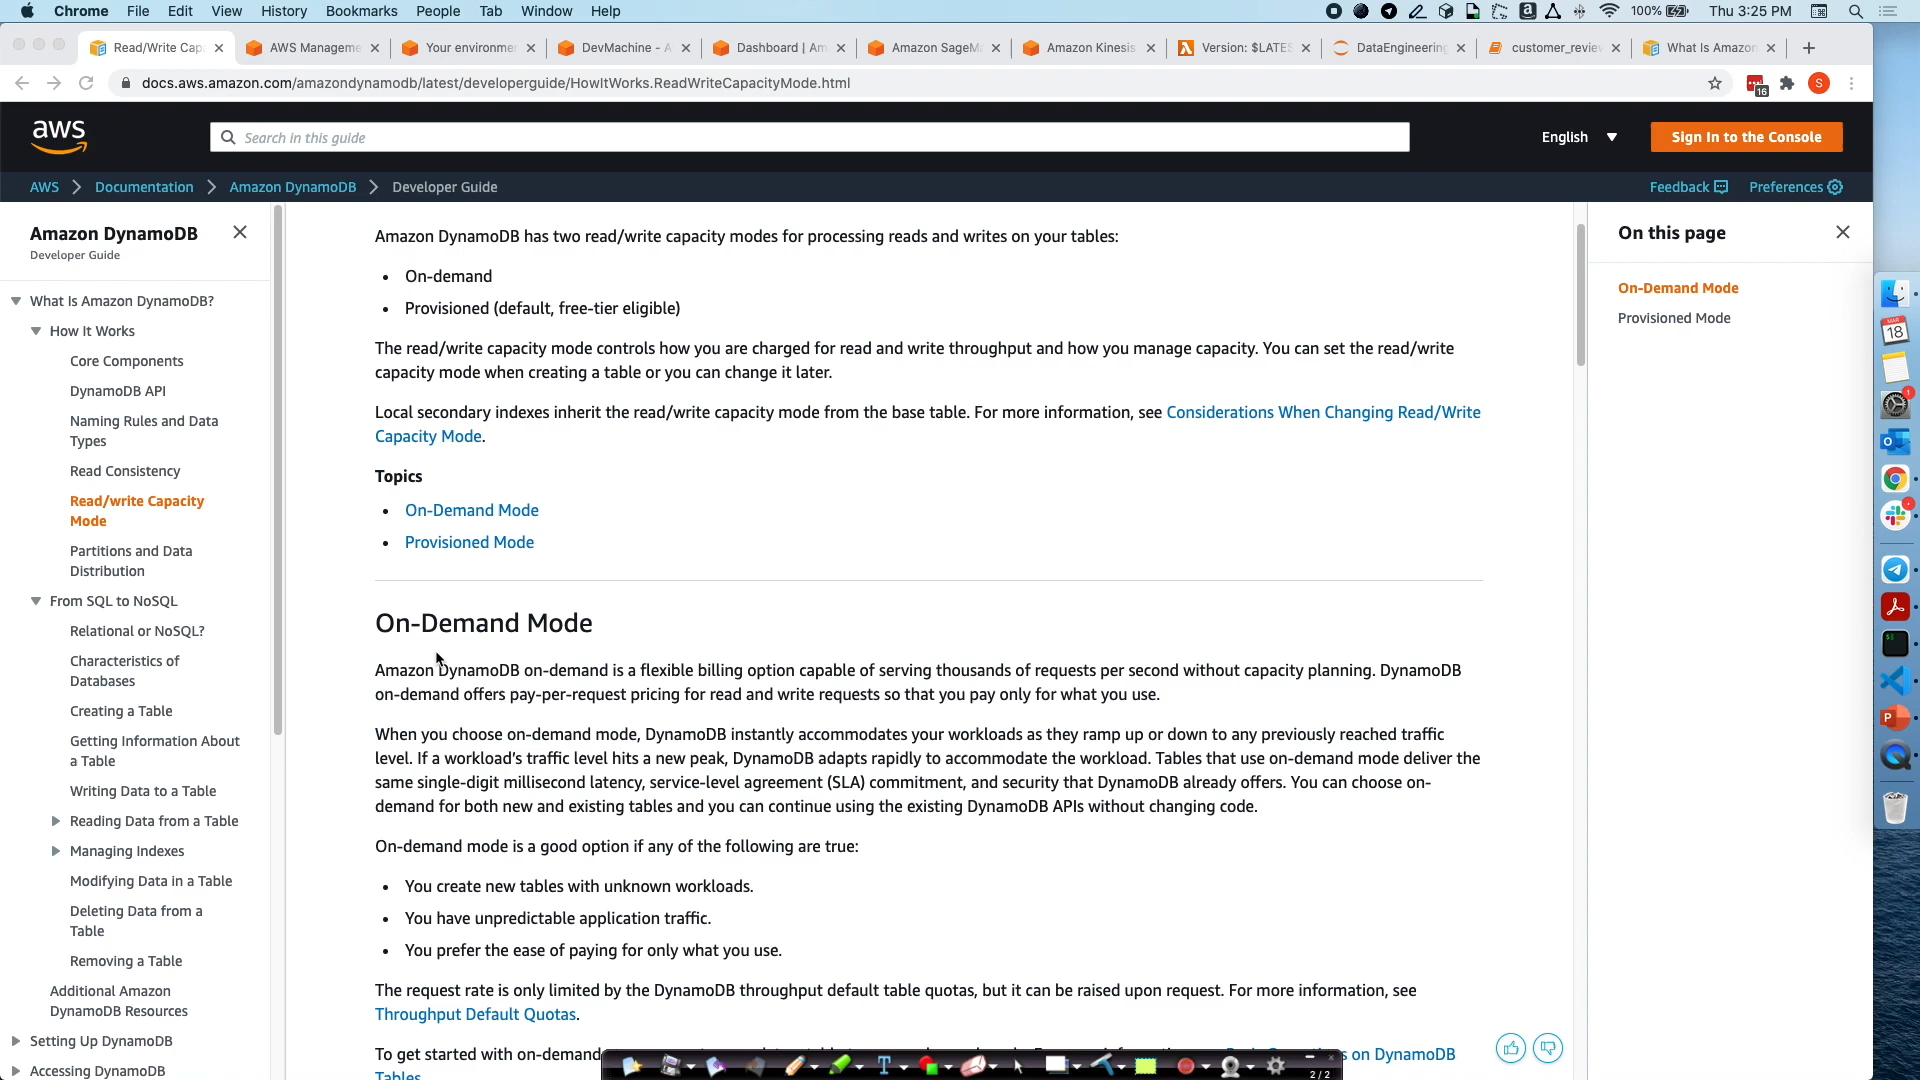 Chrome File Edit View History Bookmarks People Tab Window Help 100% Thu 3:25 PM
Read/Write Cap AWS Manageme Your environme DevMachine - A Dashboard | Am Amazon SageM Amazon Kinesis Version: $LATES DataEngineering customer_review What Is Amazon
docs.aws.amazon.com/amazondynamodb/latest/developerguide/HowItWorks.ReadWriteCapacityMode.html
16 S
aws
Search in this guide
English
Sign In to the Console
AWS Documentation Amazon DynamoDB Developer Guide
Feedback Preferences
Amazon DynamoDB
Developer Guide
What Is Amazon DynamoDB?
How It Works
Core Components
DynamoDB API
Naming Rules and Data
Types
Read Consistency
Read/write Capacity
Mode
Partitions and Data
Distribution
From SQL to NoSQL
Relational or NoSQL?
Characteristics of
Databases
Creating a Table
Getting Information About
a Table
Writing Data to a Table
Reading Data from a Table
Managing Indexes
Modifying Data in a Table
Deleting Data from a
Table
Removing a Table
Additional Amazon
DynamoDB Resources
Setting Up DynamoDB
Accessing DynamoDB
Amazon DynamoDB has two read/write capacity modes for processing reads and writes on your tables:
• On-demand
• Provisioned (default, free-tier eligible)
The read/write capacity mode controls how you are charged for read and write throughput and how you manage capacity. You can set the read/write
capacity mode when creating a table or you can change it later.
Local secondary indexes inherit the read/write capacity mode from the base table. For more information, see Considerations When Changing Read/Write
Capacity Mode.
Topics
• On-Demand Mode
• Provisioned Mode
On-Demand Mode
Amazon DynamoDB on-demand is a flexible billing option capable of serving thousands of requests per second without capacity planning. DynamoDB
on-demand offers pay-per-request pricing for read and write requests so that you pay only for what you use.
When you choose on-demand mode, DynamoDB instantly accommodates your workloads as they ramp up or down to any previously reached traffic
level. If a workload's traffic level hits a new peak, DynamoDB adapts rapidly to accommodate the workload. Tables that use on-demand mode deliver the
same single-digit millisecond latency, service-level agreement (SLA) commitment, and security that DynamoDB already offers. You can choose on-
demand for both new and existing tables and you can continue using the existing DynamoDB APIs without changing code.
On-demand mode is a good option if any of the following are true:
• You create new tables with unknown workloads.
• You have unpredictable application traffic.
• You prefer the ease of paying for only what you use.
The request rate is only limited by the DynamoDB throughput default table quotas, but it can be raised upon request. For more information, see
Throughput Default Quotas.
To get started with on-demand on DynamoDB
Tables
On this page
On-Demand Mode
Provisioned Mode
MAR
18
1
2 / 2